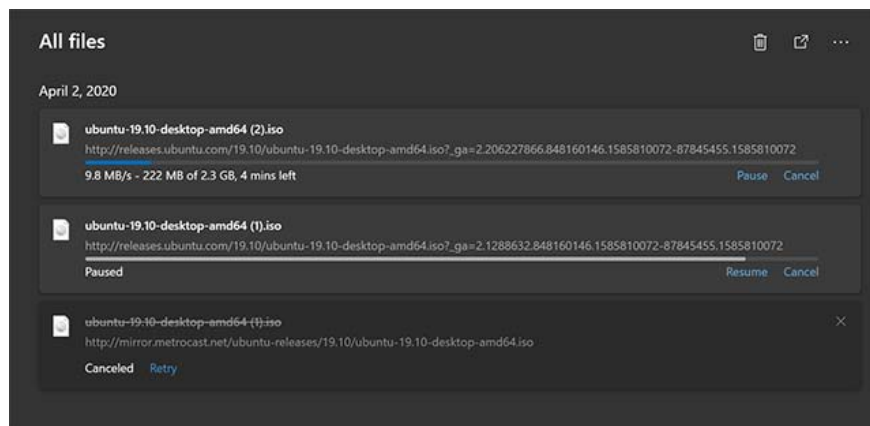 All files
April 2, 2020
ubuntu-19.10-desktop-amd64 (2).iso
http://releases.ubuntu.com/19.10/ubuntu-19.10-desktop-amd64.iso?_ga=2.206227866.848160146.1585810072-87845455.1585810072
9.8 MB/s - 222 MB of 2.3 GB, 4 mins left Pause Cancel
ubuntu-19.10-desktop-amd64 (1).iso
http://releases.ubuntu.com/19.10/ubuntu-19.10-desktop-amd64.iso?_ga=2.1288632.848160146.1585810072-87845455.1585810072
Paused Resume Cancel
ubuntu-19.10-desktop-amd64 (1).iso
http://mirror.metrocast.net/ubuntu-releases/19.10/ubuntu-19.10-desktop-amd64.iso
Canceled Retry